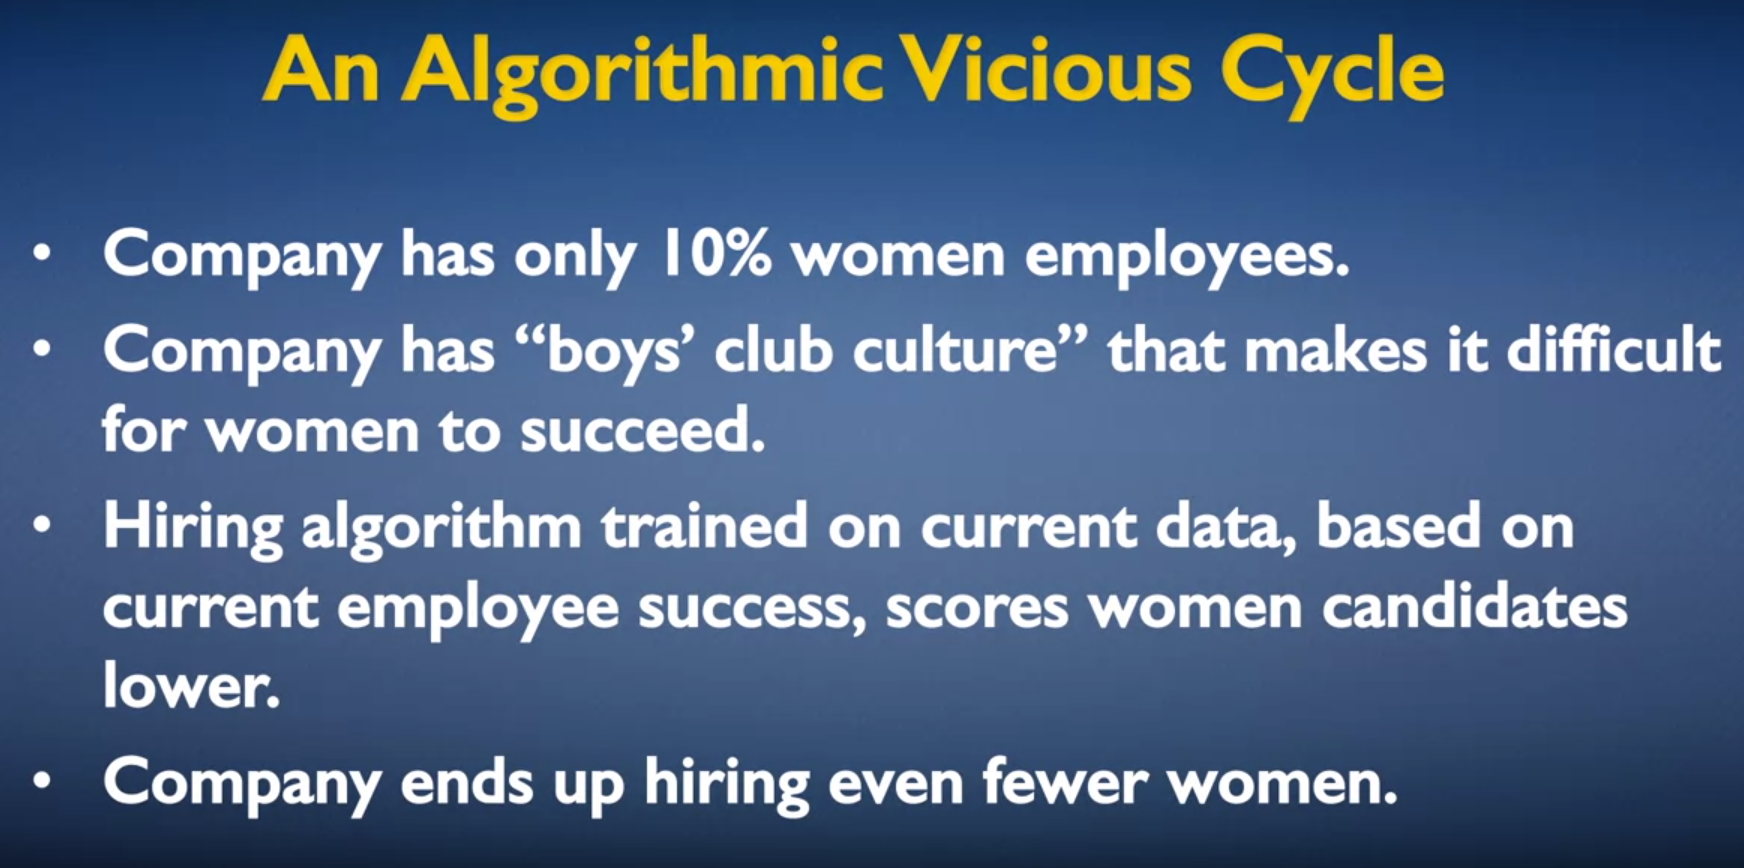 An Algorithmic Vicious Cycle
• Company has only 10% women employees.
• Company has “boys’ club culture” that makes it difficult
for women to succeed.
• Hiring algorithm trained on current data, based on
current employee success, scores women candidates
lower.
• Company ends up hiring even fewer women.